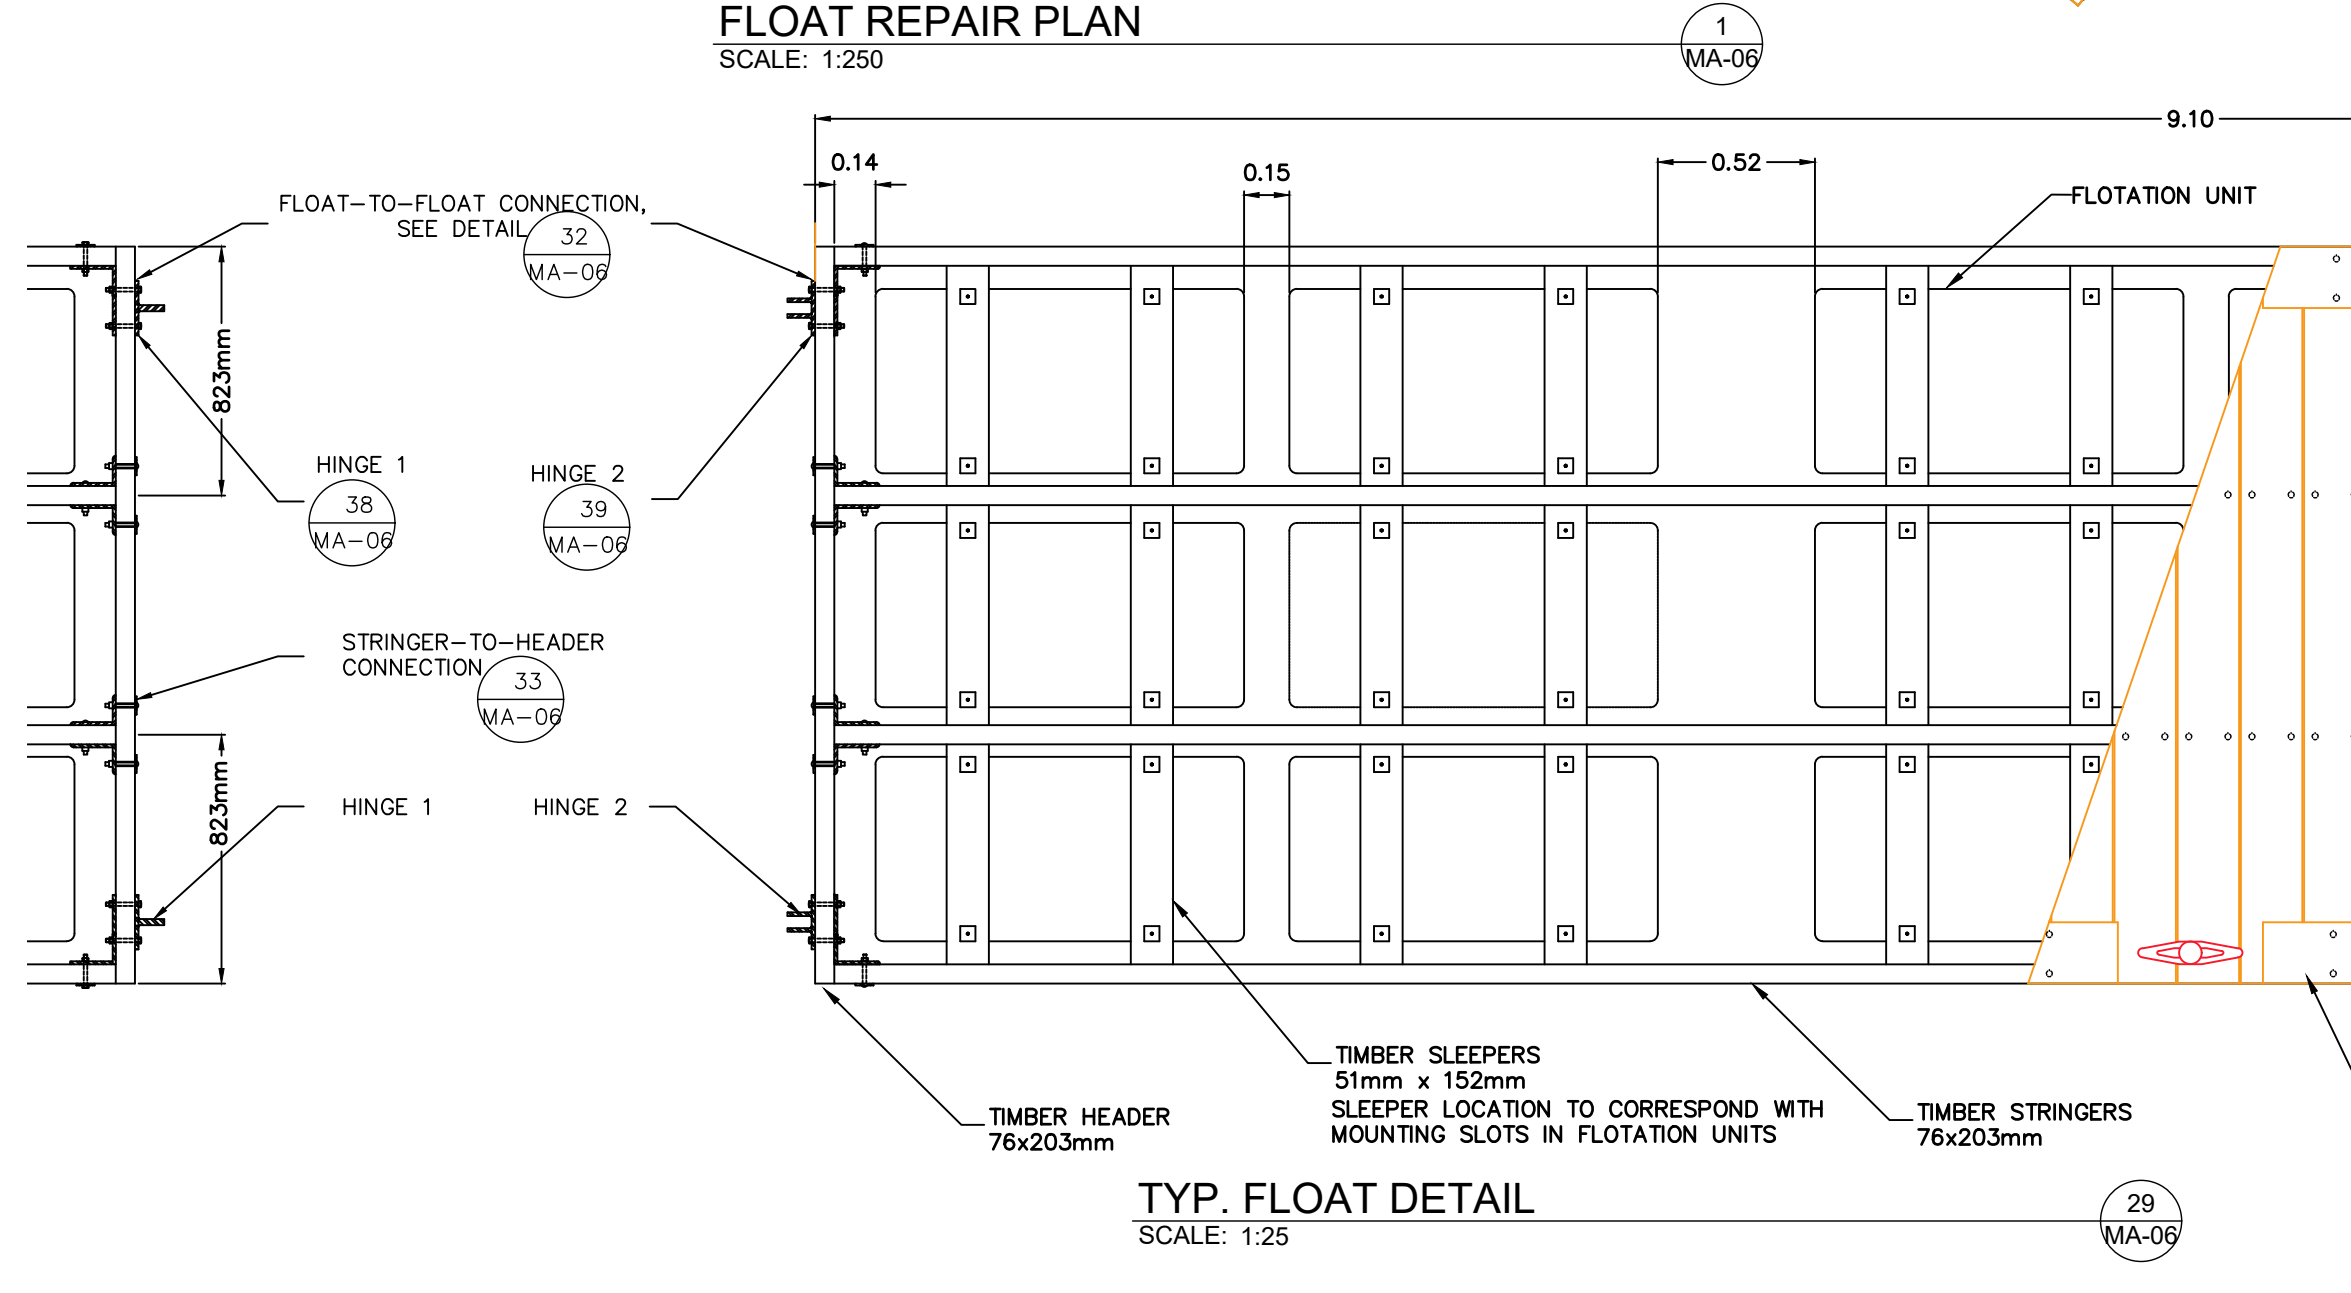 FLOAT REPAIR PLAN
SCALE: 1:250
1
MA-06
9.10
0.14
0.15
0.52
FLOAT-TO-FLOAT CONNECTION,
SEE DETAIL
32
MA-06
FLOTATION UNIT
823mm
HINGE 1
38
MA-06
HINGE 2
39
MA-06
STRINGER-TO-HEADER
CONNECTION
33
MA-06
823mm
HINGE 1
HINGE 2
TIMBER HEADER
76x203mm
TIMBER SLEEPERS
51mm x 152mm
SLEEPER LOCATION TO CORRESPOND WITH
MOUNTING SLOTS IN FLOTATION UNITS
TIMBER STRINGERS
76x203mm
TYP. FLOAT DETAIL
SCALE: 1:25
29
MA-06